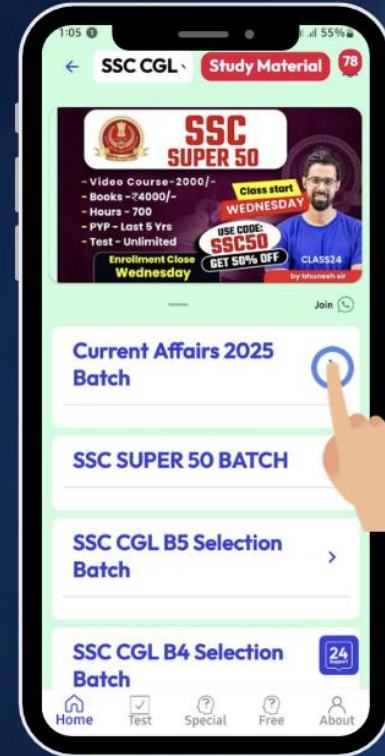 1:05 55%
SSC CGL Study Material 78
SSC
SUPER 50
- Video Course-2000/-
- Books -₹4000/-
- Hours - 700
- PYP - Last 5 Yrs
- Test - Unlimited
Class start
WEDNESDAY
USE CODE:
SSC50
GET 50% OFF
Enrollment Close
Wednesday
CLASS24
by bhunesh sir
Join
Current Affairs 2025
Batch
SSC SUPER 50 BATCH
SSC CGL B5 Selection
Batch
SSC CGL B4 Selection
Batch
24
Support
Home Test Special Free About